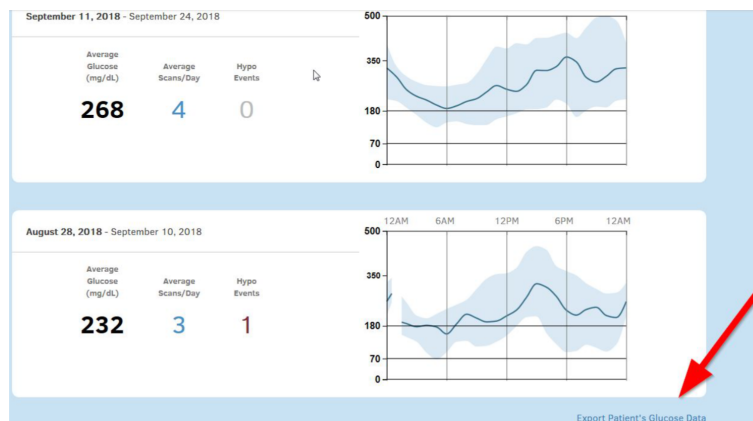 September 11, 2018 - September 24, 2018
Average
Glucose
(mg/dL)
Average
Scans/Day
Hypo
Events
268
4
0
500
350
180
70
0
August 28, 2018 - September 10, 2018
Average
Glucose
(mg/dL)
Average
Scans/Day
Hypo
Events
232
3
1
12AM 6AM 12PM 6PM 12AM
500
350
180
70
0
Export Patient's Glucose Data